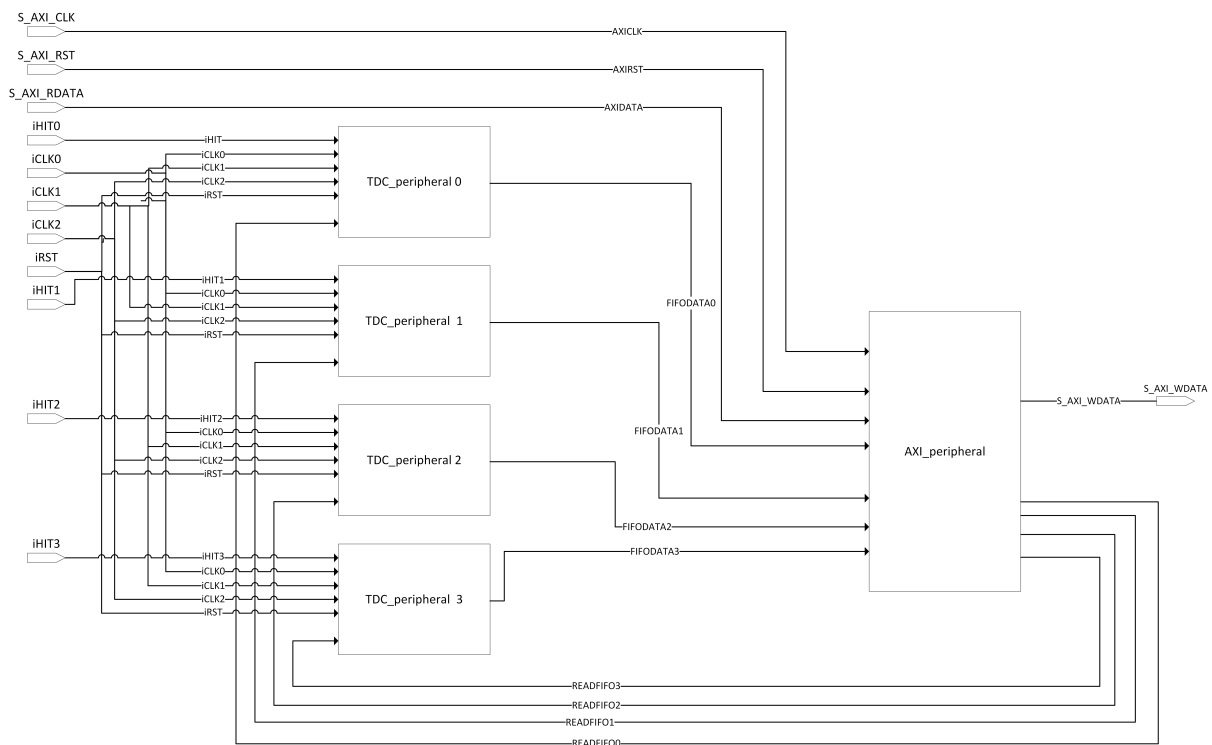 S_AXI_CLK
AXICLK
S_AXI_RST
AXIRST
S_AXI_RDATA
AXIDATA
iHIT0
iHIT
iCLK0
iCLK0
iCLK1
iCLK2
iRST
TDC_peripheral 0
iCLK1
iCLK2
iRST
iHIT1
iHIT1
iCLK0
iCLK1
iCLK2
iRST
TDC_peripheral 1
FIFODATA0
iHIT2
iHIT2
iCLK0
iCLK1
iCLK2
iRST
TDC_peripheral 2
FIFODATA1
AXI_peripheral
S_AXI_WDATA
S_AXI_WDATA
FIFODATA2
iHIT3
iHIT3
iCLK0
iCLK1
iCLK2
iRST
TDC_peripheral 3
FIFODATA3
READFIFO3
READFIFO2
READFIFO1
READFIFO0